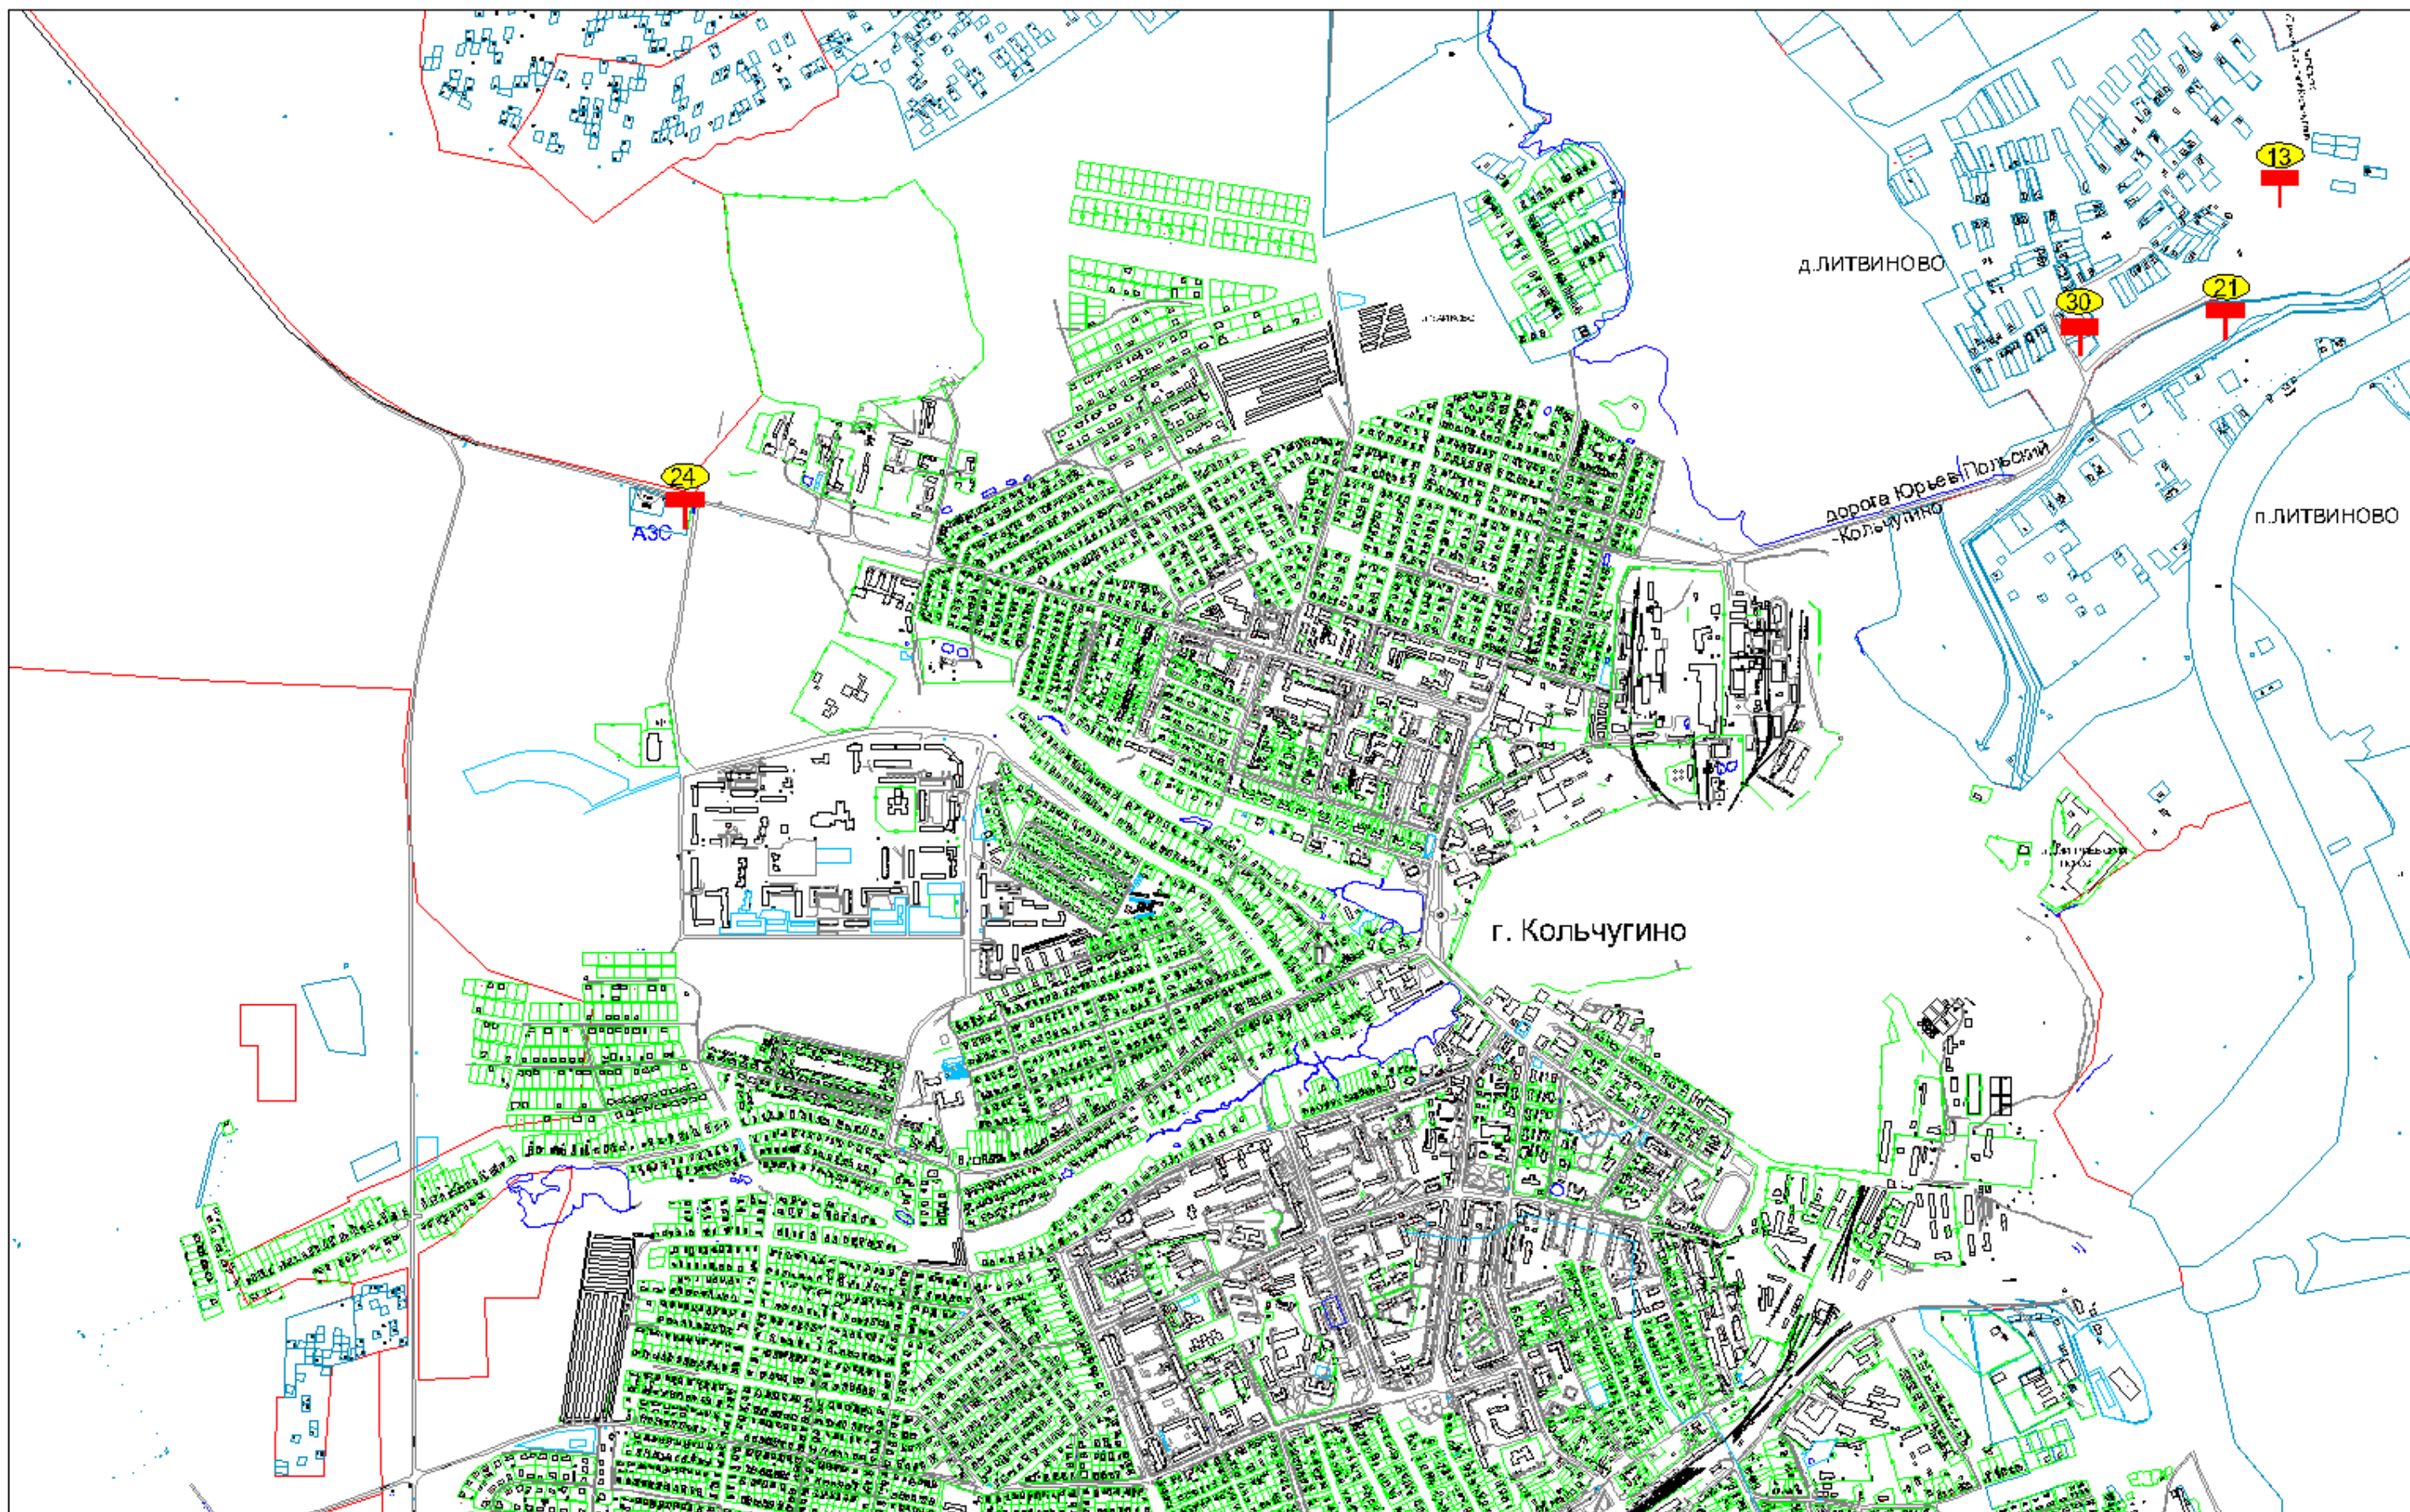 13
д.ЛИТВИНОВО
21
30
дорога Юрьев-Польский
-Кольчугино
24
АЗС
п.ЛИТВИНОВО
г. Кольчугино